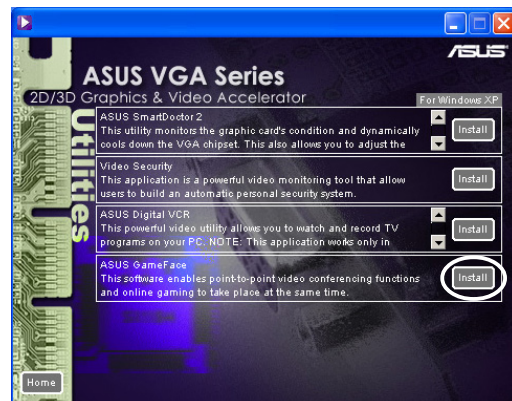 ASUS
ASUS VGA Series
2D/3D Graphics & Video Accelerator
For Windows XP
Utilities
ASUS SmartDoctor 2
This utility monitors the graphic card's condition and dynamically
cools down the VGA chipset. This also allows you to adjust the
Install
Video Security
This application is a powerful video monitoring tool that allow
users to build an automatic personal security system.
Install
ASUS Digital VCR
This powerful video utility allows you to watch and record TV
programs on your PC. NOTE: This application works only in
Install
ASUS GameFace
This software enables point-to-point video conferencing functions
and online gaming to take place at the same time.
Install
Home